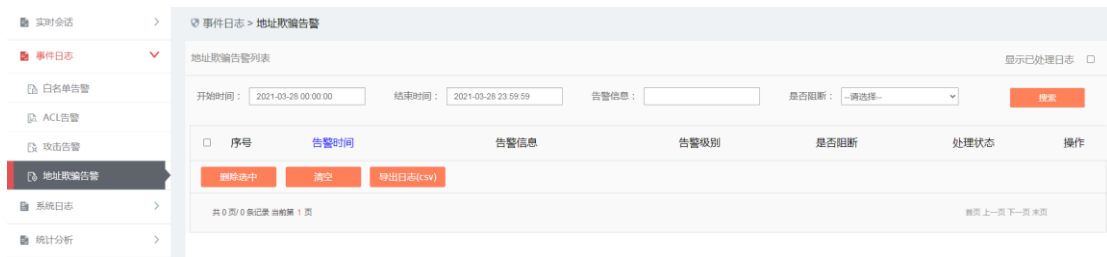 实时会话
事件日志
白名单告警
ACL告警
攻击告警
地址欺骗告警
系统日志
统计分析
事件日志 > 地址欺骗告警
地址欺骗告警列表 显示已处理日志
开始时间： 2021-03-28 00:00:00 结束时间： 2021-03-28 23:59:59 告警信息： 是否阻断： --请选择-- 搜索
序号 告警时间 告警信息 告警级别 是否阻断 处理状态 操作
删除选中 清空 导出日志(csv)
共 0 页/ 0 条记录 当前第 1 页 首页 上一页 下一页 末页